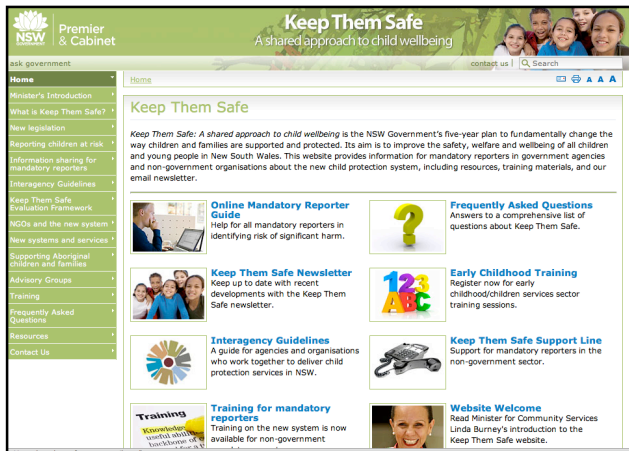 NSW
GOVERNMENT
Premier
& Cabinet
Keep Them Safe
A shared approach to child wellbeing
ask government
contact us |
Search
Home
Minister's Introduction
What is Keep Them Safe?
New legislation
Reporting children at risk
Information sharing for
mandatory reporters
Interagency Guidelines
Keep Them Safe
Evaluation Framework
NGOs and the new system
New systems and services
Supporting Aboriginal
children and families
Advisory Groups
Training
Frequently Asked
Questions
Resources
Contact Us
Home
A A A
Keep Them Safe
Keep Them Safe: A shared approach to child wellbeing is the NSW Government's five-year plan to fundamentally change the
way children and families are supported and protected. Its aim is to improve the safety, welfare and wellbeing of all children
and young people in New South Wales. This website provides information for mandatory reporters in government agencies
and non-government organisations about the new child protection system, including resources, training materials, and our
email newsletter.
Online Mandatory Reporter
Guide
Help for all mandatory reporters in
identifying risk of significant harm.
Frequently Asked Questions
Answers to a comprehensive list of
questions about Keep Them Safe.
Keep Them Safe Newsletter
Keep up to date with recent
developments with the Keep Them
Safe newsletter.
123
ABC
Early Childhood Training
Register now for early
childhood/children services sector
training sessions.
Interagency Guidelines
A guide for agencies and organisations
who work together to deliver child
protection services in NSW.
Keep Them Safe Support Line
Support for mandatory reporters in the
non-government sector.
Training
Knowledge
useful abili
backbone of
Training for mandatory
reporters
Training on the new system is now
available for non-government
Website Welcome
Read Minister for Community Services
Linda Burney's introduction to the
Keep Them Safe website.